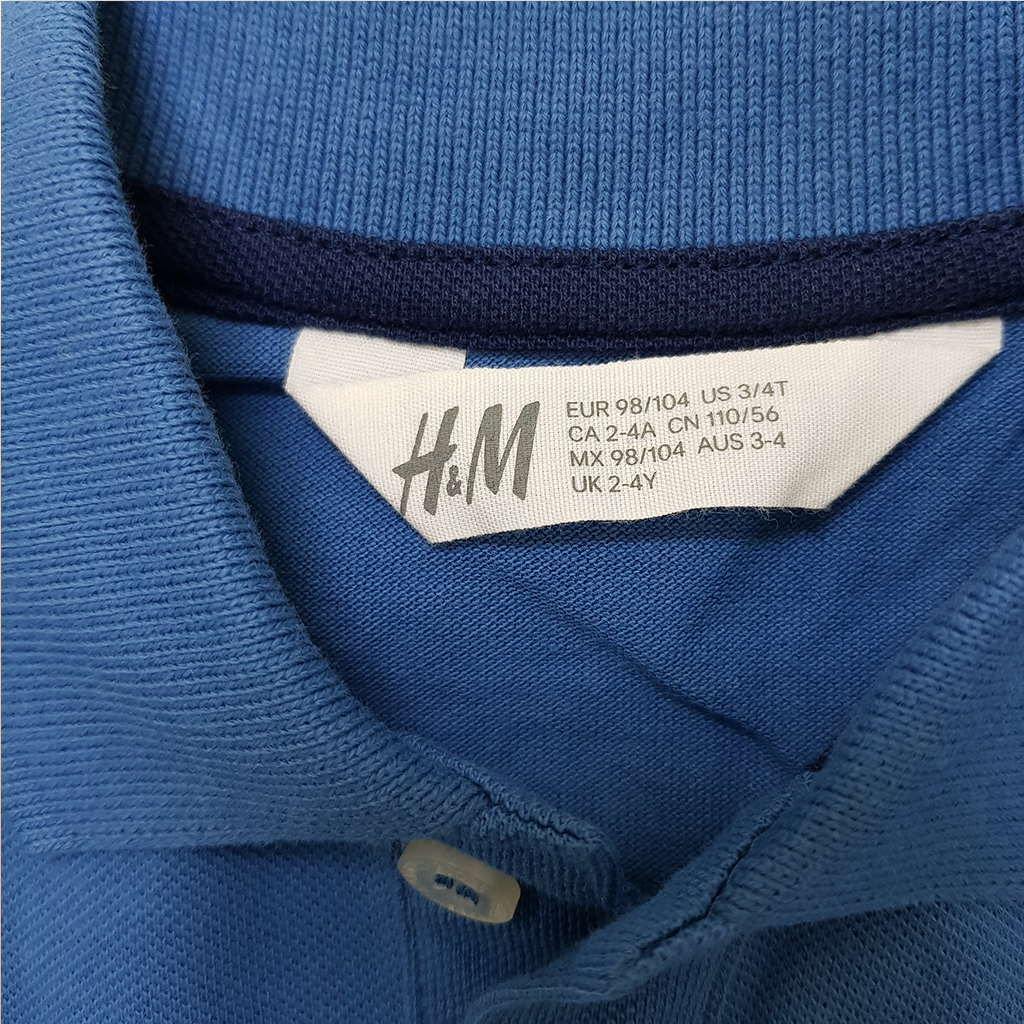 H&M
EUR 98/104 US 3/4T
CA 2-4A CN 110/56
MX 98/104 AUS 3-4
UK 2-4Y